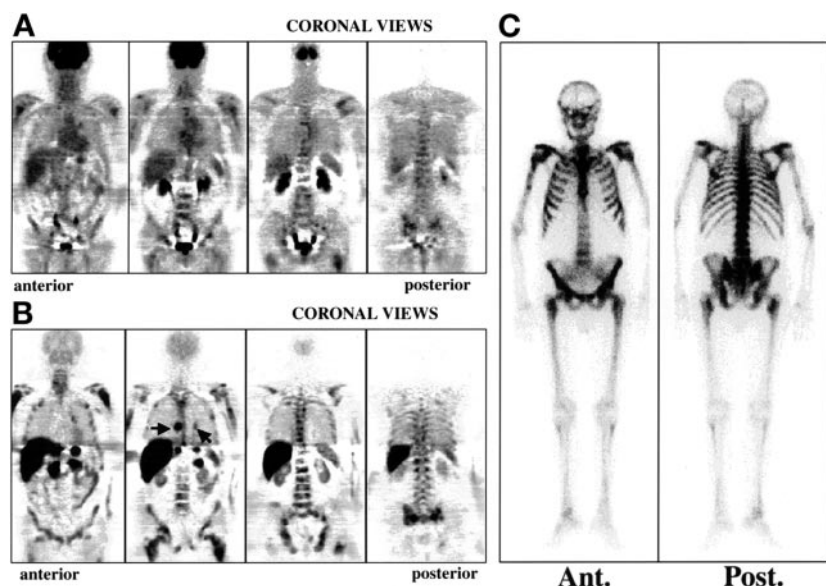 A
CORONAL VIEWS
anterior
posterior
B
CORONAL VIEWS
anterior
posterior
C
Ant.
Post.